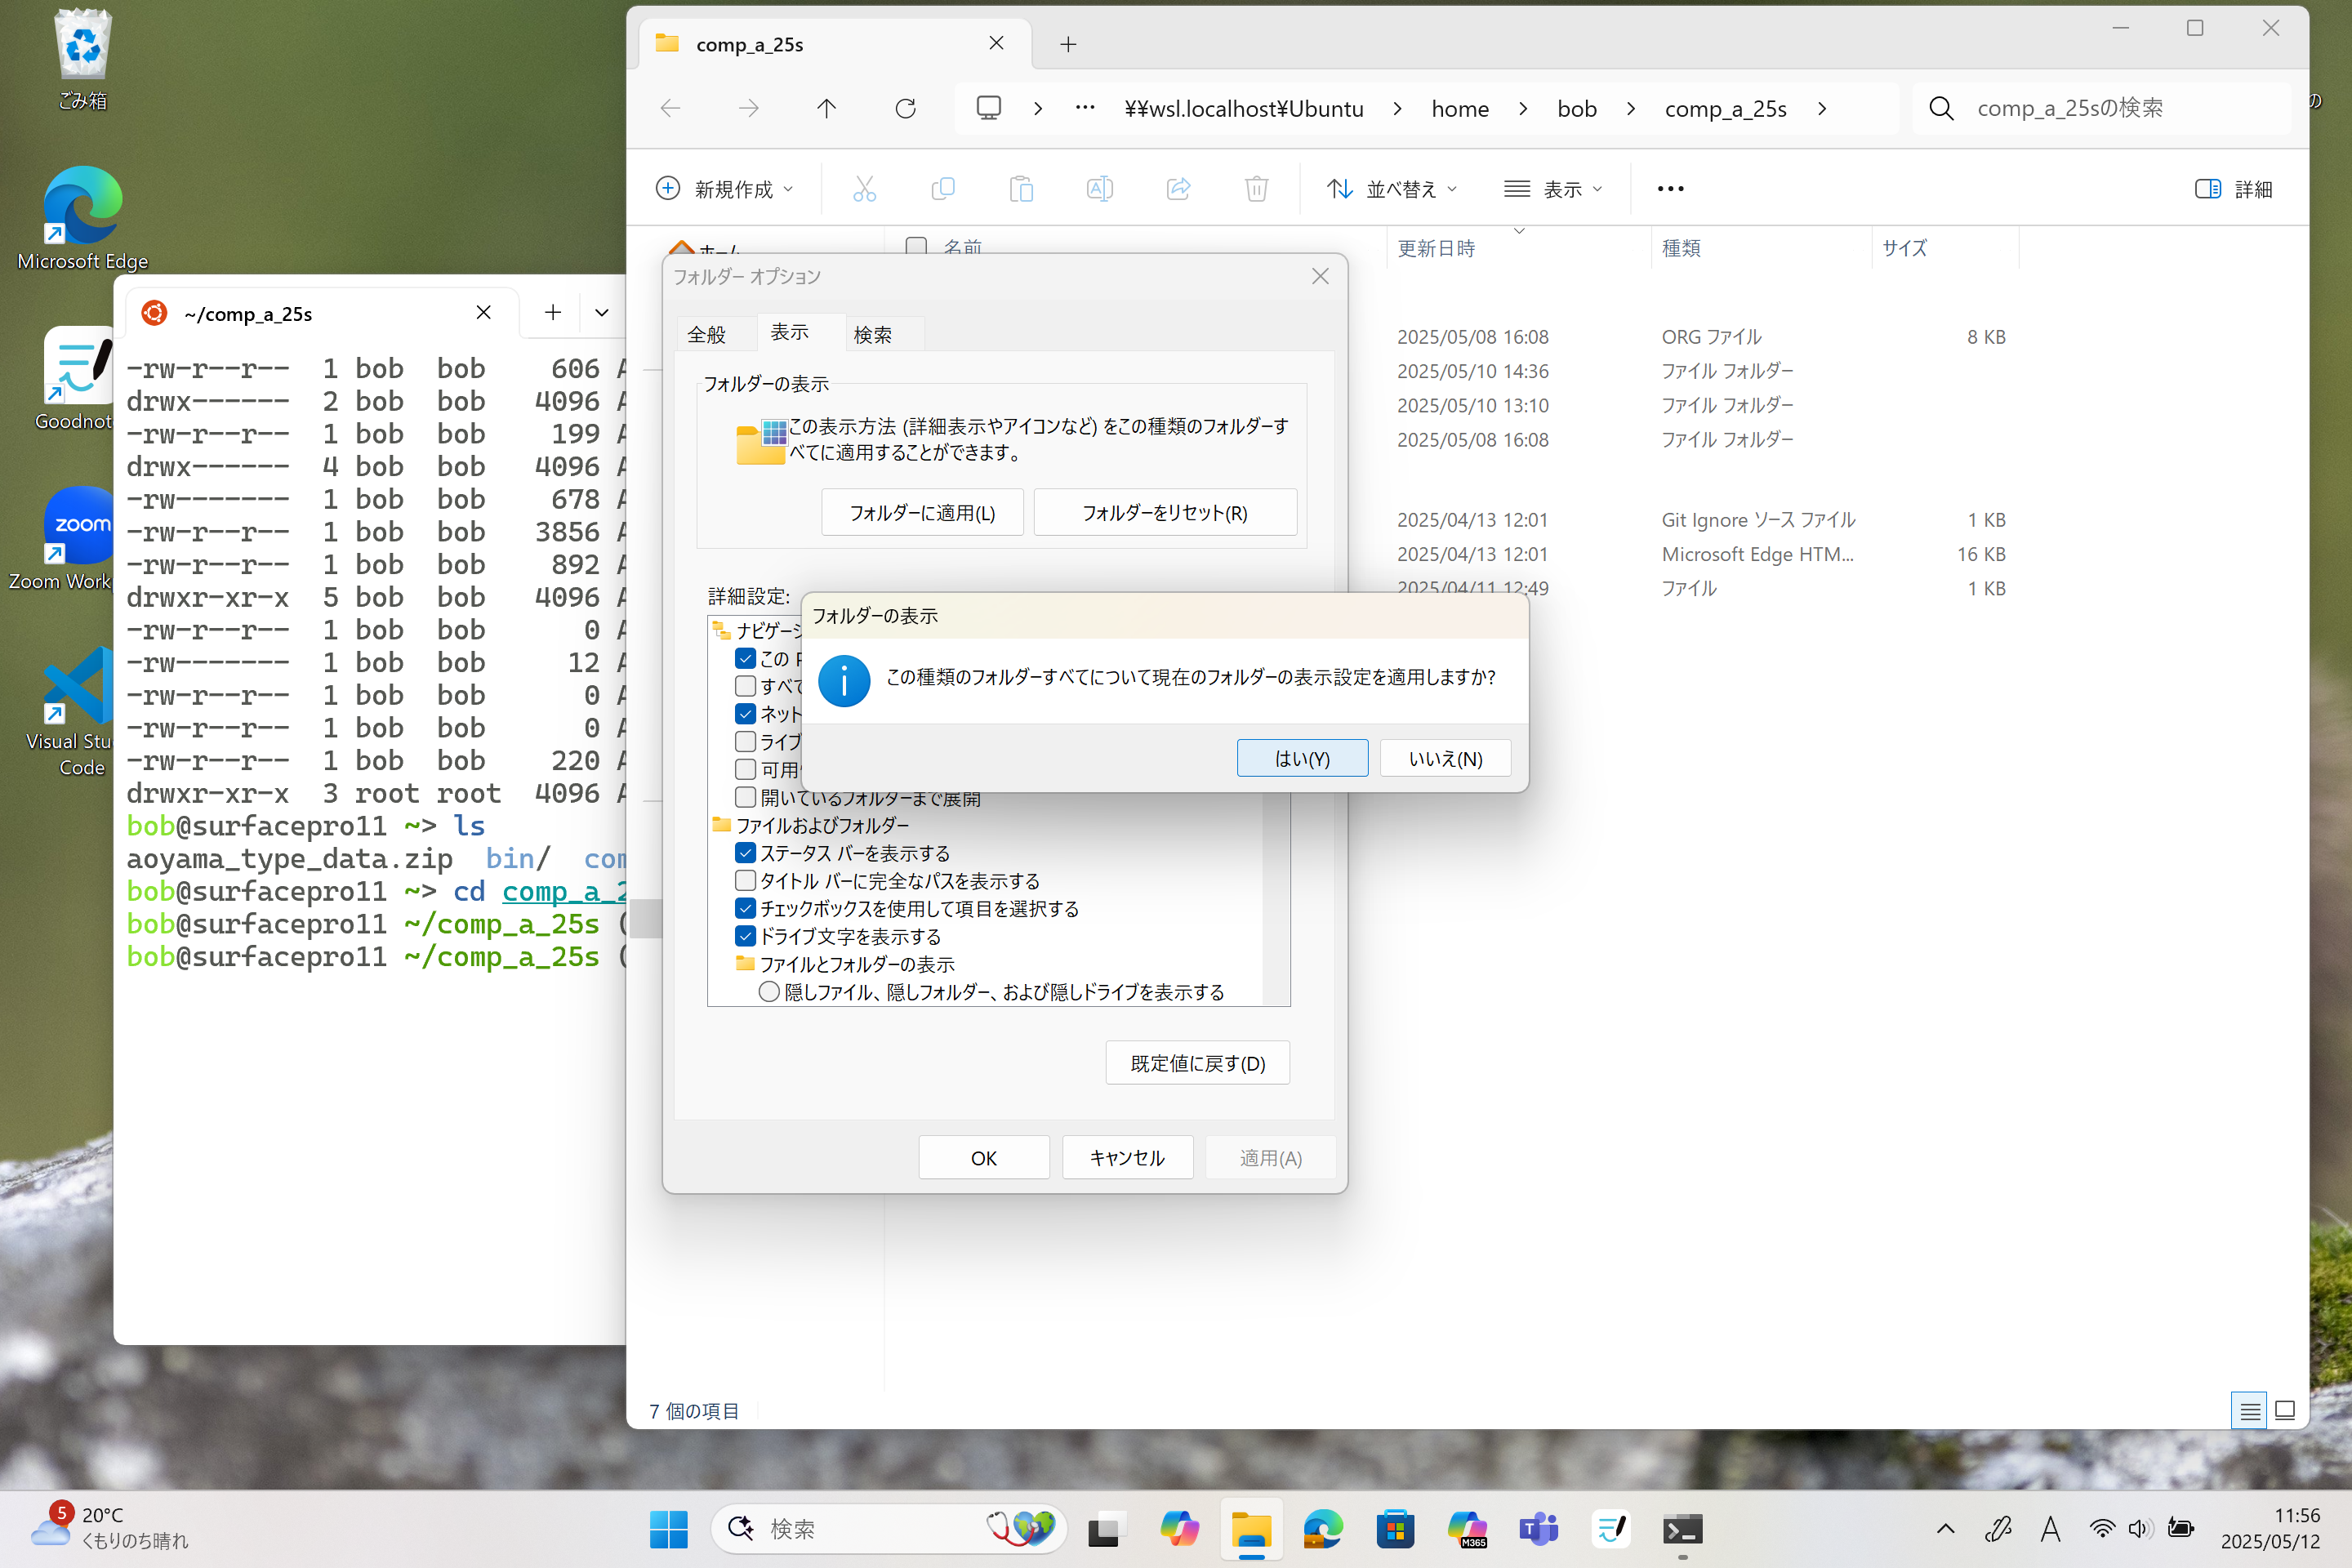 ごみ箱
Microsoft Edge
Zoom
Visual
Code
~/comp_a_25s
-rw-r--r-- 1 bob bob 606
drwx------ 2 bob bob 4096
-rw-r--r-- 1 bob bob 199
drwx------ 4 bob bob 4096
-rw------- 1 bob bob 678
-rw-r--r-- 1 bob bob 3856
-rw-r--r-- 1 bob bob 892
drwxr-xr-x 5 bob bob 4096
-rw-r--r-- 1 bob bob 0
-rw------- 1 bob bob 12
-rw-r--r-- 1 bob bob 0
-rw-r--r-- 1 bob bob 0
-rw-r--r-- 1 bob bob 220
drwxr-xr-x 3 root root 4096
bob@surfacepro11 ~> ls
aoyama_type_data.zip bin/
bob@surfacepro11 ~> cd
bob@surfacepro11 ~/comp_a_25s (
bob@surfacepro11 ~/comp_a_25s (
comp_a_25s
¥¥wsl.localhost¥Ubuntu > home > bob > comp_a_25s >
comp_a_25sの検索
新規作成
並べ替え
表示
詳細
ホーム
名前
更新日時
種類
サイズ
2025/05/08 16:08 ORG ファイル 8 KB
2025/05/10 14:36 ファイル フォルダー
2025/05/10 13:10 ファイル フォルダー
2025/05/08 16:08 ファイル フォルダー
2025/04/13 12:01 Git Ignore ソース ファイル 1 KB
2025/04/13 12:01 Microsoft Edge HTM... 16 KB
2025/04/11 12:49 ファイル 1 KB
フォルダー オプション
全般 表示 検索
フォルダーの表示
この表示方法 (詳細表示やアイコンなど) をこの種類のフォルダーす
べてに適用することができます。
フォルダーに適用(L) フォルダーをリセット(R)
詳細設定:
フォルダーの表示
この種類のフォルダーすべてについて現在のフォルダーの表示設定を適用しますか?
はい(Y) いいえ(N)
開いているフォルダーまで展開
ファイルおよびフォルダー
ステータス バーを表示する
タイトル バーに完全なパスを表示する
チェックボックスを使用して項目を選択する
ドライブ文字を表示する
ファイルとフォルダーの表示
隠しファイル、隠しフォルダー、および隠しドライブを表示する
既定値に戻す(D)
OK キャンセル 適用(A)
7 個の項目
5
20°C
くもりのち晴れ
検索
M365
A
11:56
2025/05/12